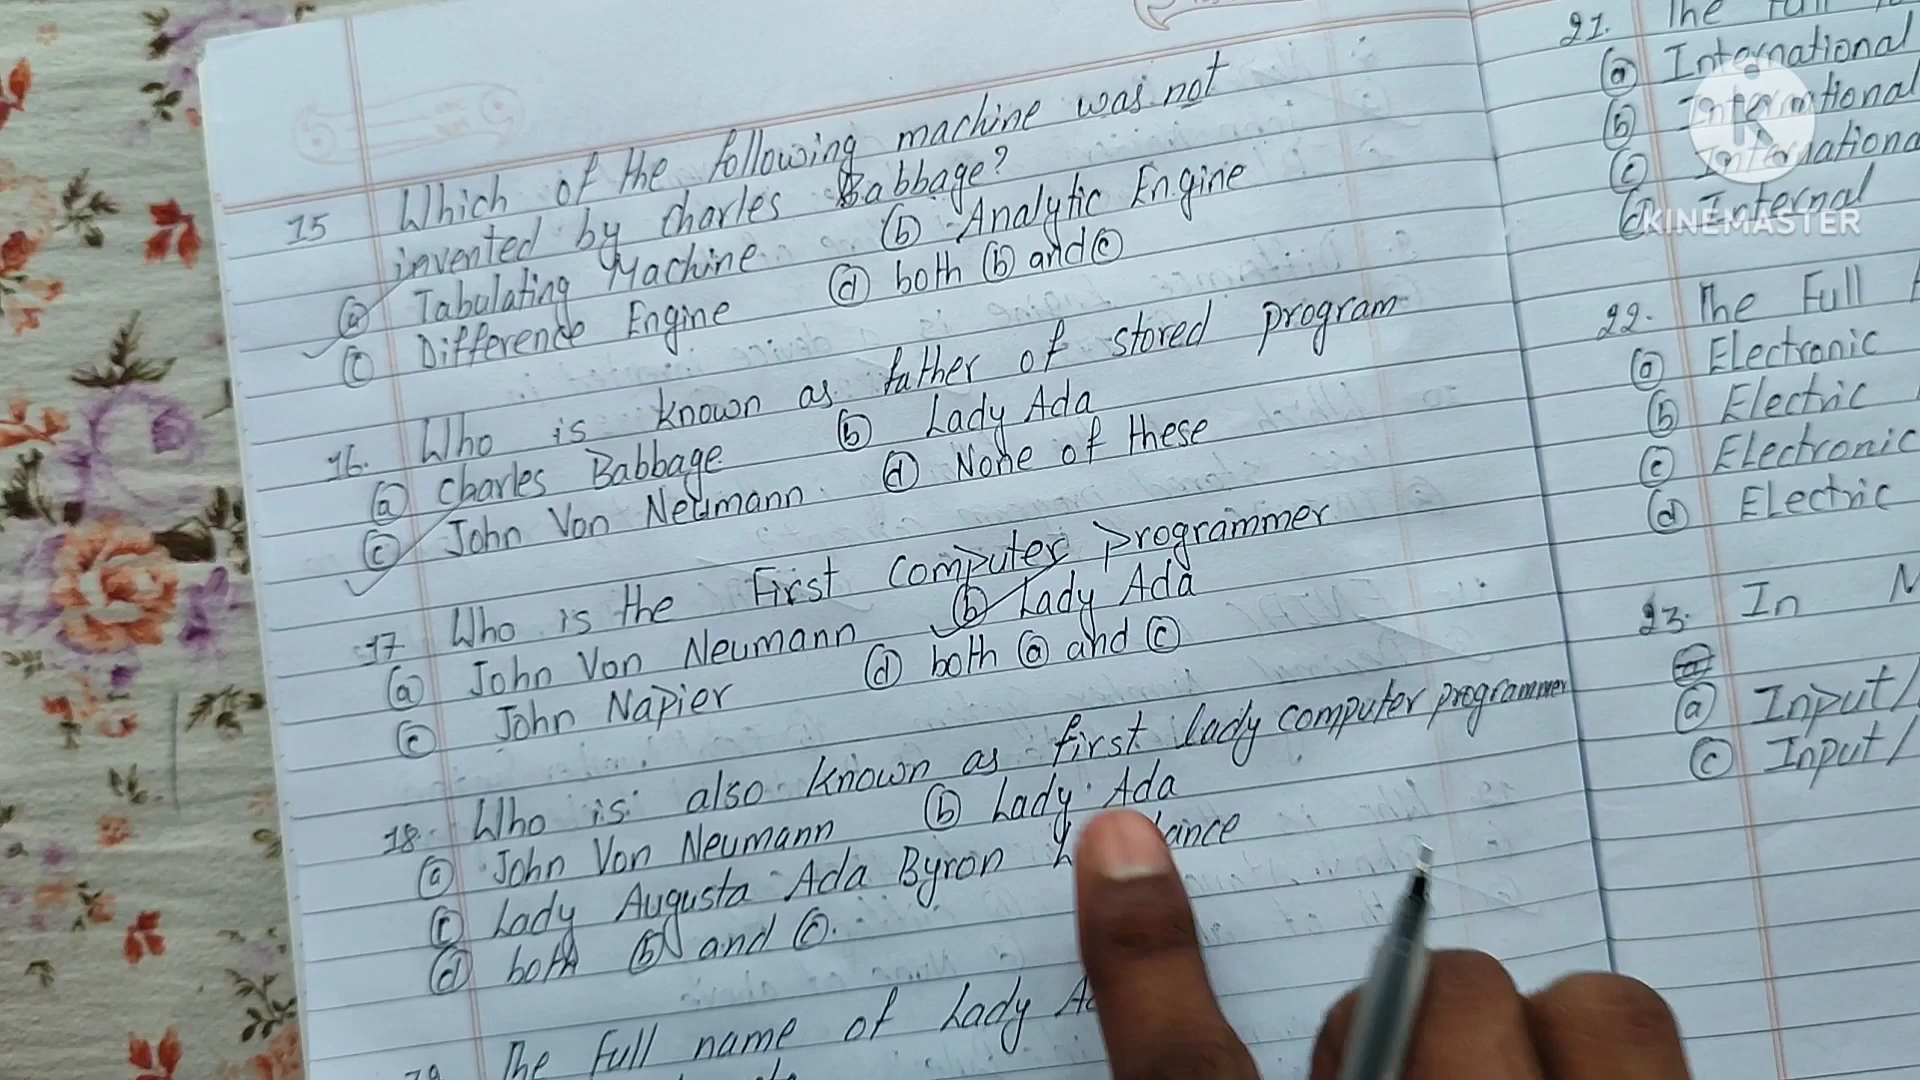 15 Which of the following machine was not
invented by charles Babbage?
(a) Tabulating Machine (b) Analytic Engine
(c) Difference Engine (d) both (b) and (c)
16. Who is known as father of stored program
(a) charles Babbage (b) Lady Ada
(c) John Von Neumann (d) None of these
17 Who is the First computer programmer
(a) John Von Neumann (b) Lady Ada
(c) John Napier (d) both (a) and (c)
18. Who is also known as first lady computer programmer
(a) John Von Neumann (b) Lady Ada
(c) Lady Augusta Ada Byron
(d) both (b) and (c).
19 The Full name of Lady
21. The Full
(a) International
(b) International
(c) International
(d) Internal
KINEMASTER
22. The Full
(a) Electronic
(b) Electric
(c) Electronic
(d) Electric
23. In
(a) Input/
(c) Input/